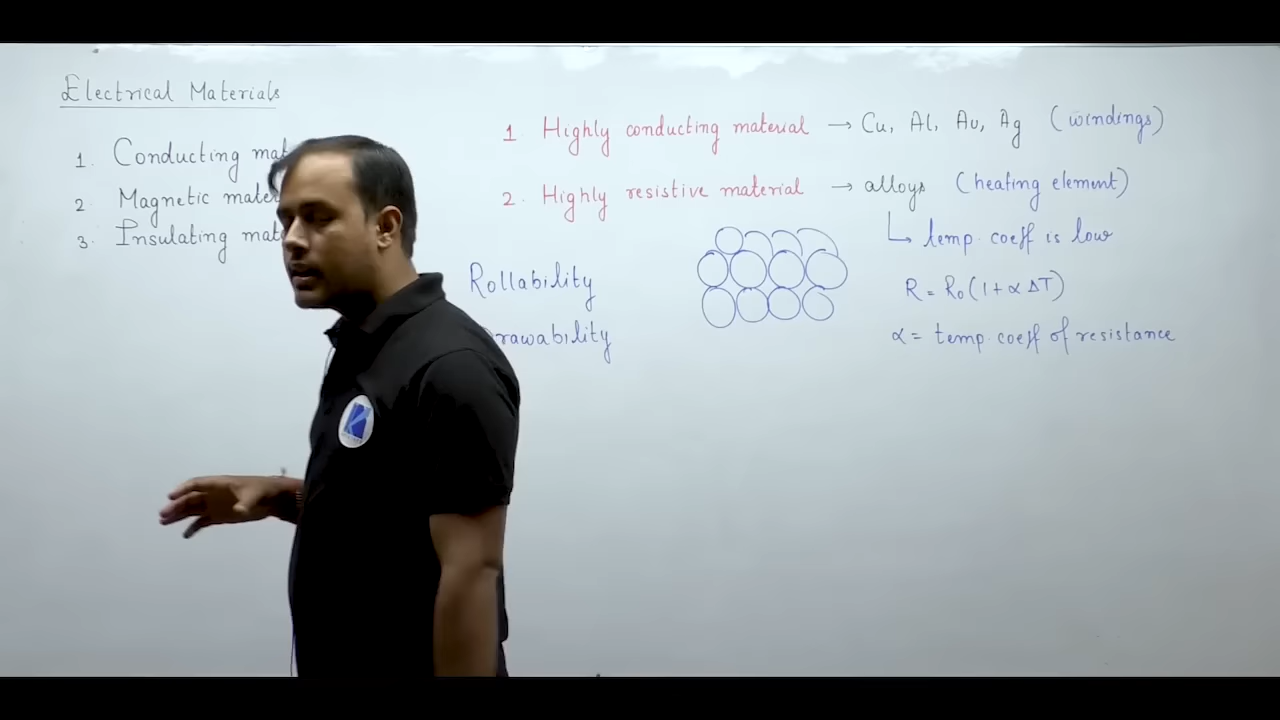 Electrical Materials
1. Conducting
2. Magnetic
3. Insulating
1. Highly conducting material → Cu, Al, Au, Ag (windings)
2. Highly resistive material → alloys (heating element)
↳ temp. coeff is low
Rollability
R = R₀(1 + α ΔT)
α = temp. coeff of resistance